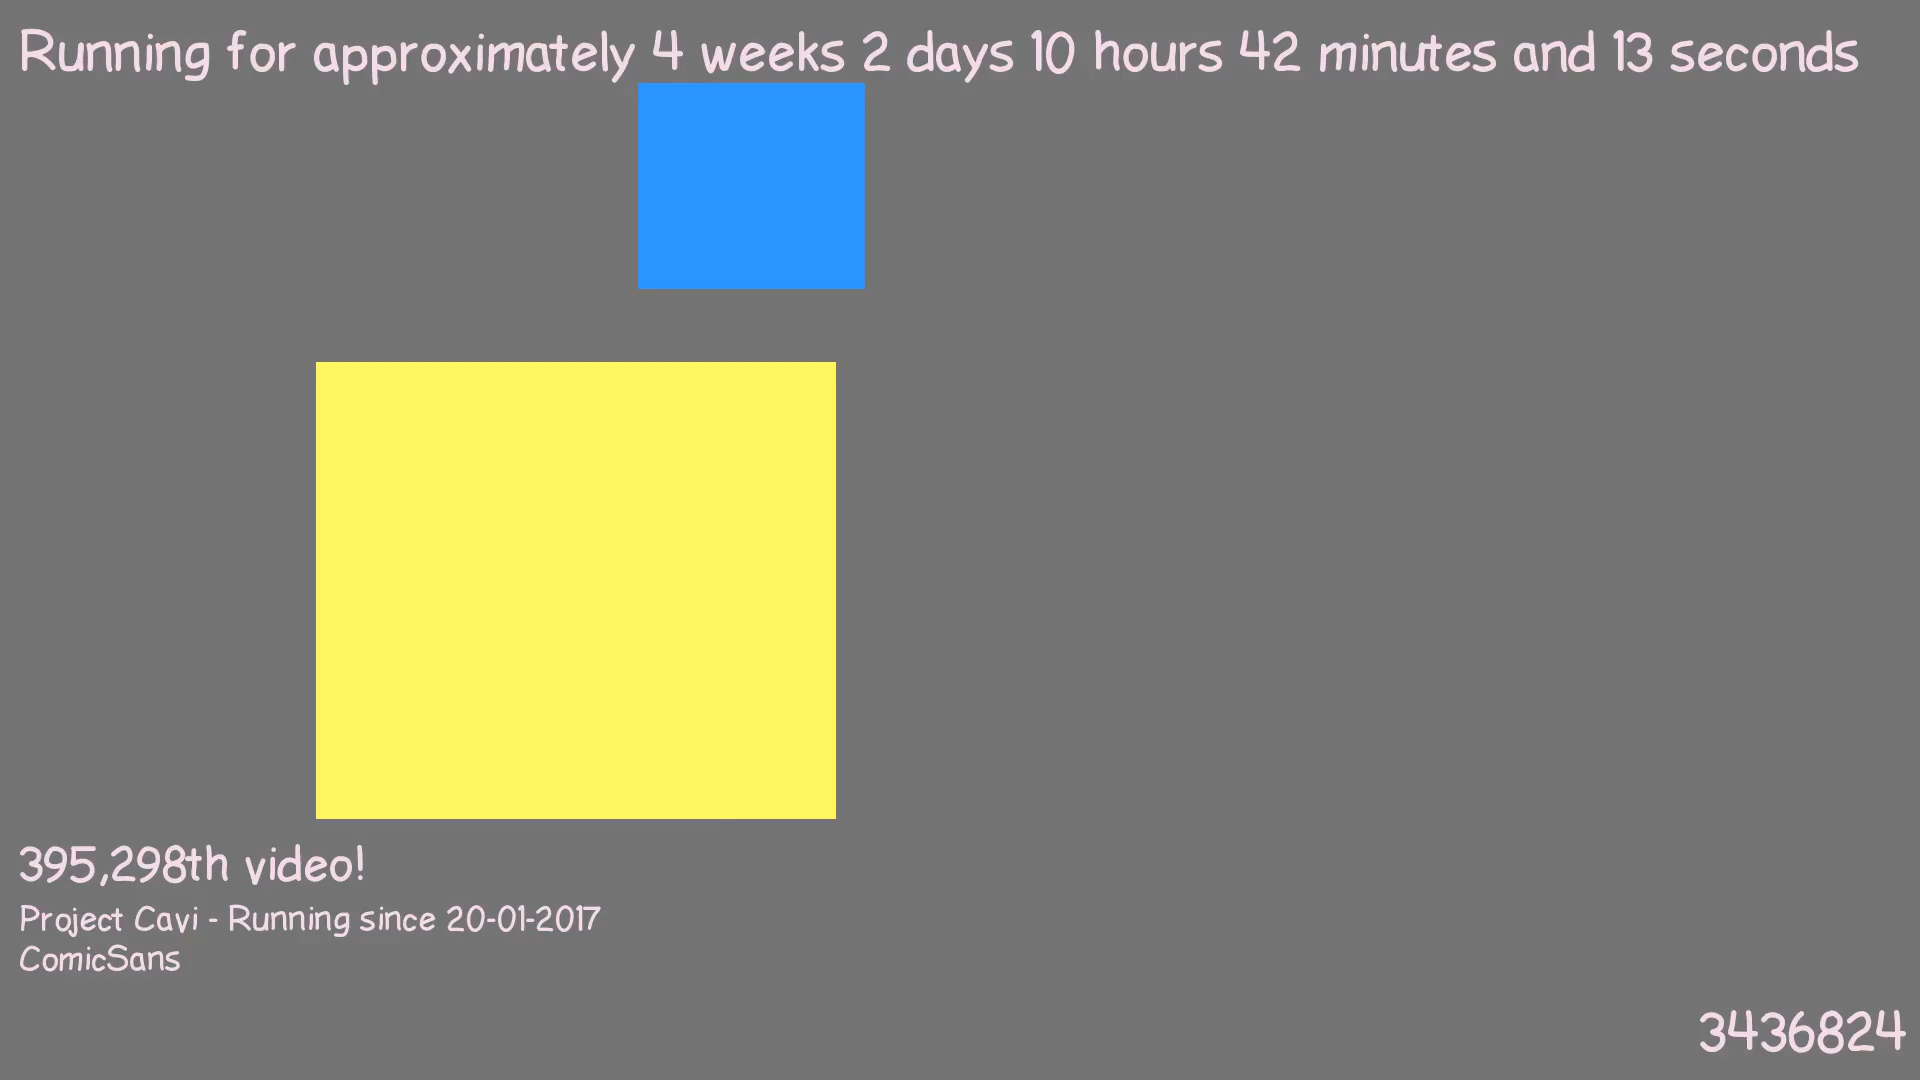 Running for approximately 4 weeks 2 days 10 hours 42 minutes and 13 seconds
395,298th video!
Project Cavi - Running since 20-01-2017
ComicSans
3436824